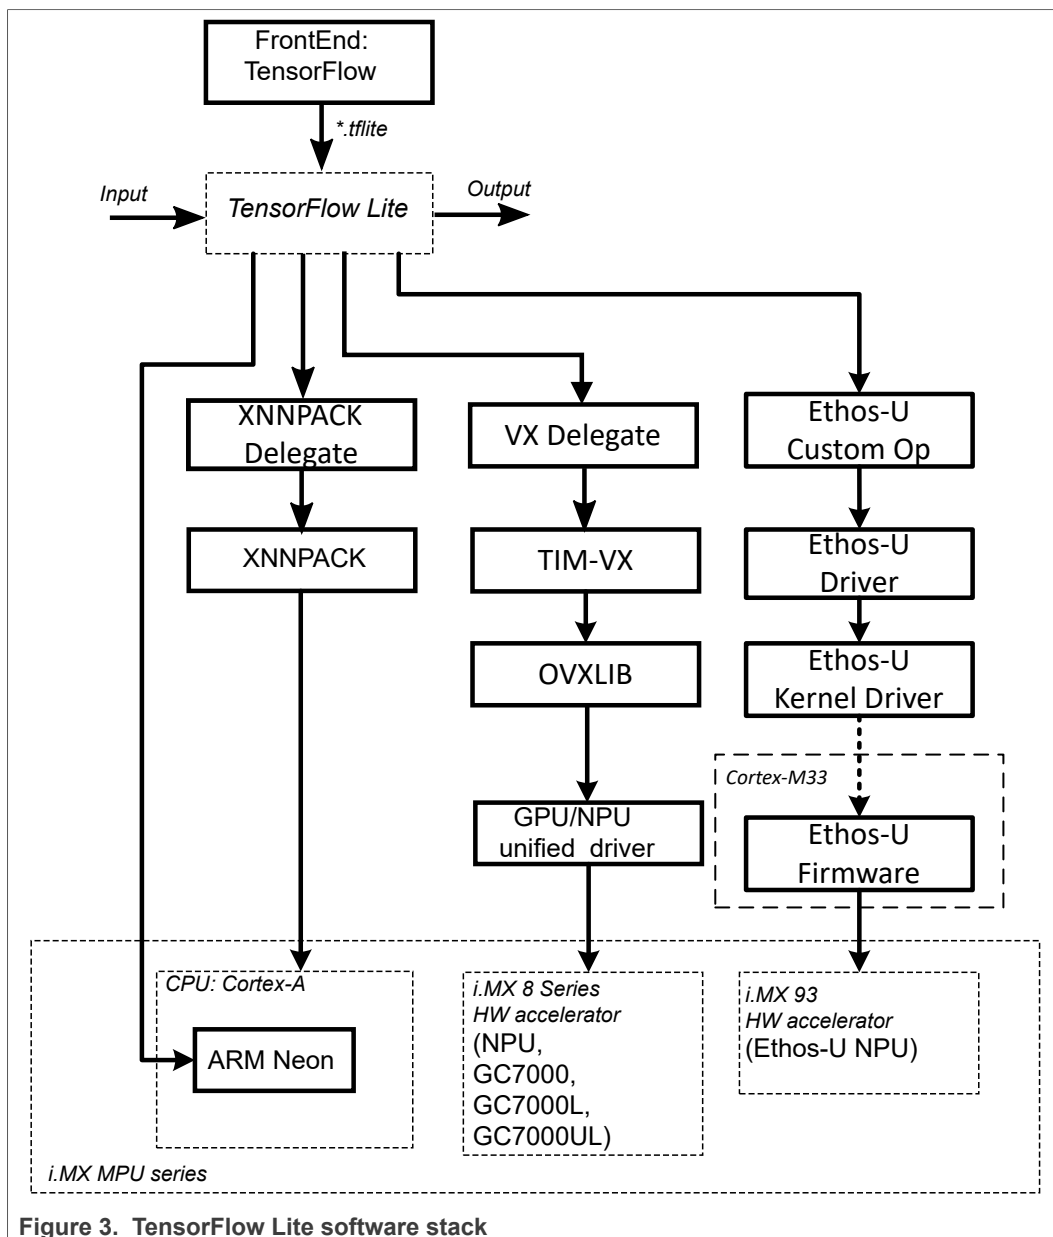 FrontEnd:
TensorFlow
*.tflite
Input
TensorFlow Lite
Output
XNNPACK
Delegate
VX Delegate
Ethos-U
Custom Op
XNNPACK
TIM-VX
Ethos-U
Driver
OVXLIB
Ethos-U
Kernel Driver
Cortex-M33
GPU/NPU
unified driver
Ethos-U
Firmware
CPU: Cortex-A
ARM Neon
i.MX 8 Series
HW accelerator
(NPU,
GC7000,
GC7000L,
GC7000UL)
i.MX 93
HW accelerator
(Ethos-U NPU)
i.MX MPU series
Figure 3. TensorFlow Lite software stack